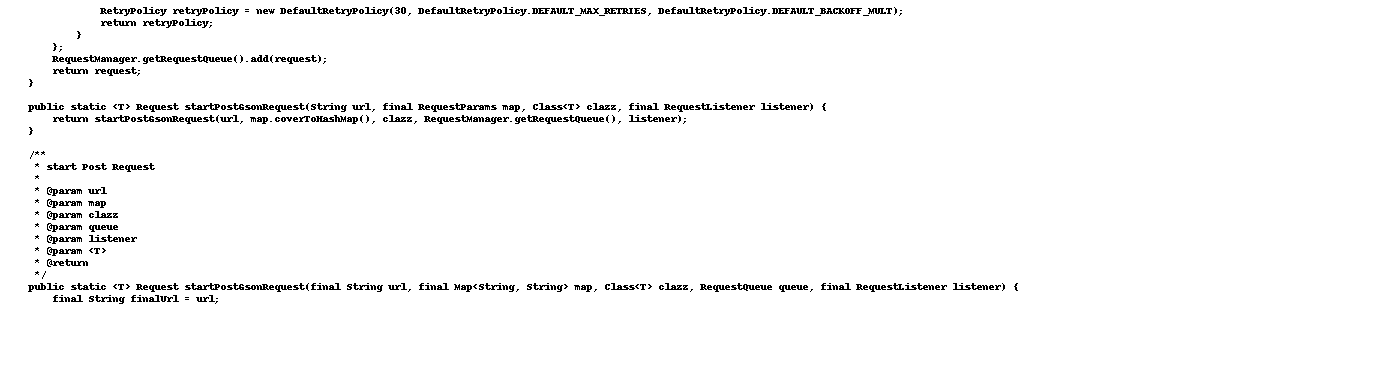 RetryPolicy retryPolicy = new DefaultRetryPolicy(30, DefaultRetryPolicy.DEFAULT_MAX_RETRIES, DefaultRetryPolicy.DEFAULT_BACKOFF_MULT);
return retryPolicy;
}
};
RequestManager.getRequestQueue().add(request);
return request;
}
public static <T> Request startPostGsonRequest(String url, final RequestParams map, Class<T> clazz, final RequestListener listener) {
return startPostGsonRequest(url, map.coverToHashMap(), clazz, RequestManager.getRequestQueue(), listener);
}
/**
* start Post Request
*
* @param url
* @param map
* @param clazz
* @param queue
* @param listener
* @param <T>
* @return
*/
public static <T> Request startPostGsonRequest(final String url, final Map<String, String> map, Class<T> clazz, RequestQueue queue, final RequestListener listener) {
final String finalUrl = url;